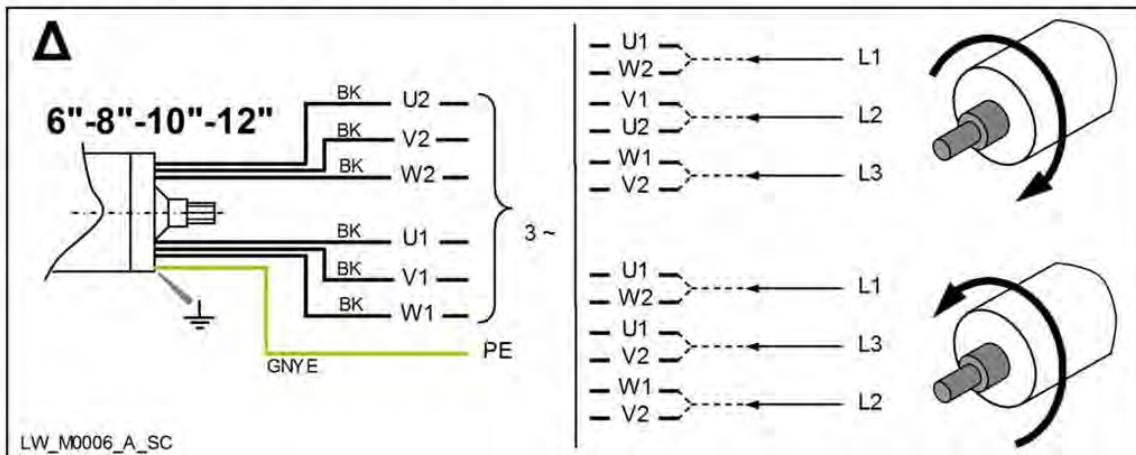 Δ
6"-8"-10"-12"
BK U2
BK V2
BK W2
BK U1
BK V1
BK W1
3 ~
GNYE
PE
LW_M0006_A_SC
U1
W2
L1
V1
U2
L2
W1
V2
L3
U1
W2
L1
U1
V2
L3
W1
V2
L2